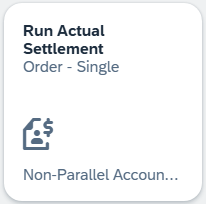 Run Actual
Settlement
Order - Single
Non-Parallel Accoun...